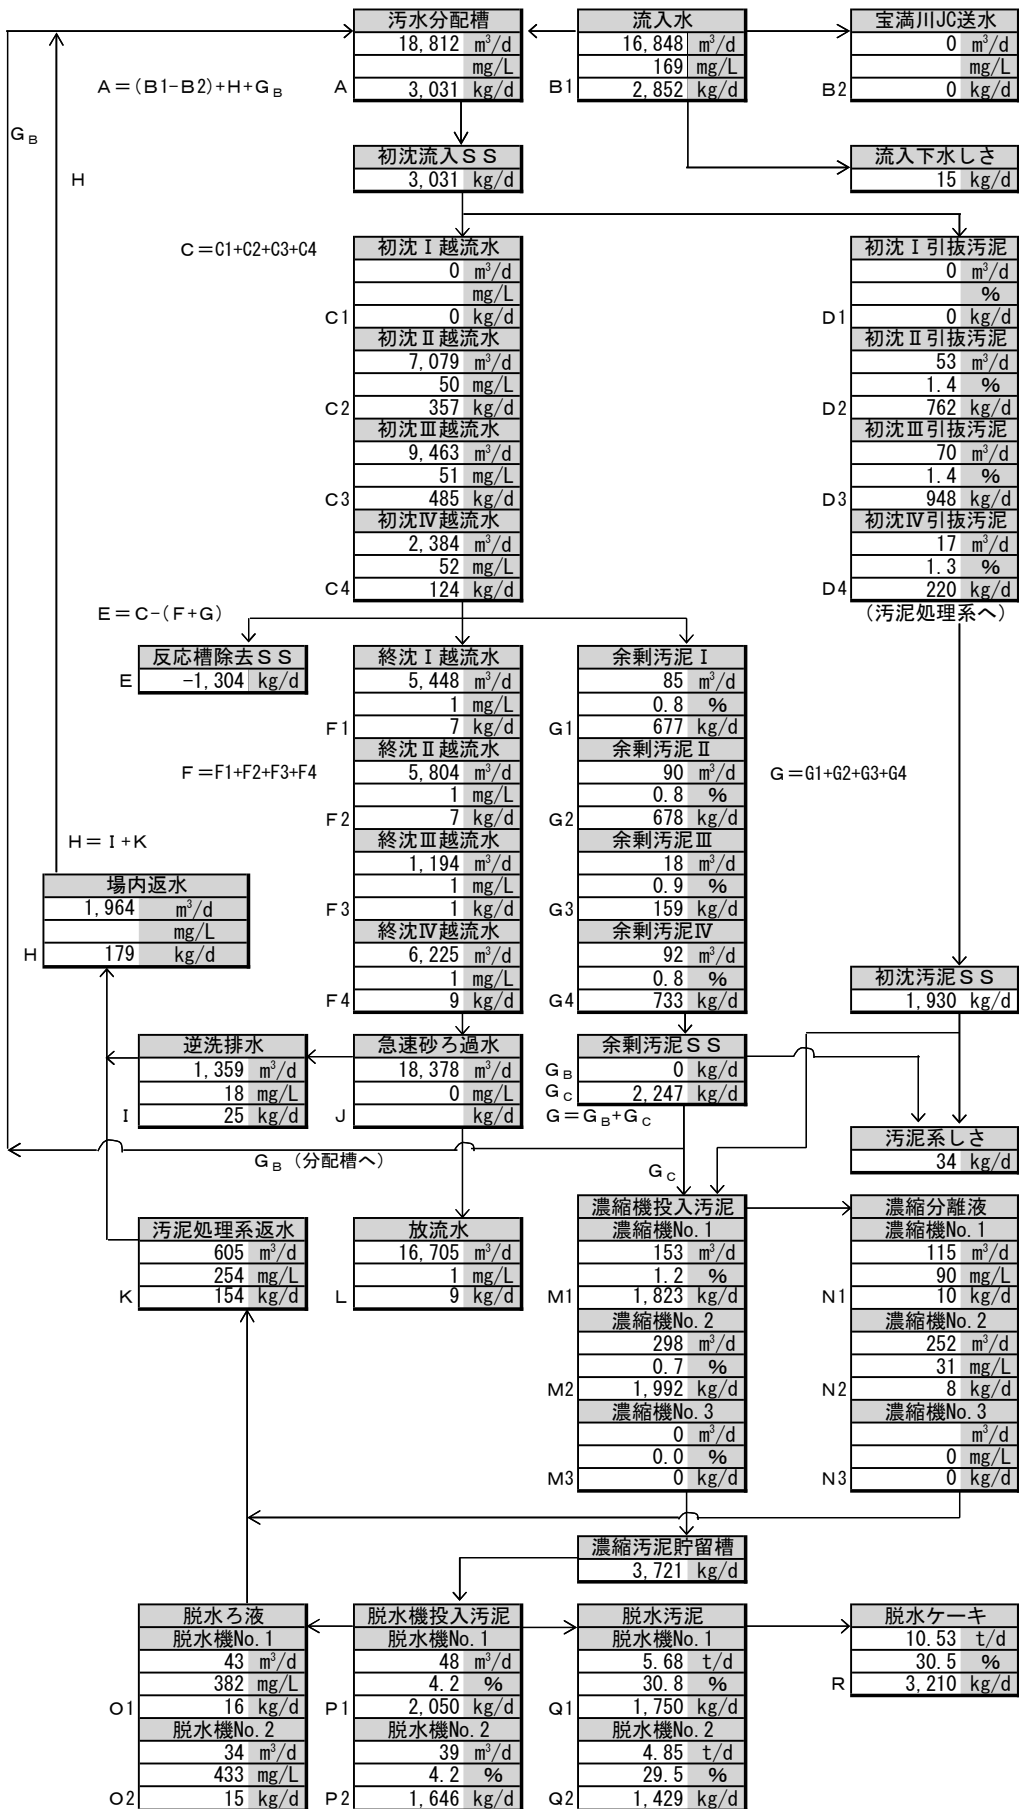 汚水分配槽
18,812 m³/d
mg/L
A 3,031 kg/d
流入水
16,848 m³/d
169 mg/L
B1 2,852 kg/d
宝満川JC送水
0 m³/d
mg/L
B2 0 kg/d
A=(B1-B2)+H+GB
GB
H
初沈流入SS
3,031 kg/d
流入下水しさ
15 kg/d
C=C1+C2+C3+C4
初沈Ⅰ越流水
0 m³/d
mg/L
C1 0 kg/d
初沈Ⅱ越流水
7,079 m³/d
50 mg/L
C2 357 kg/d
初沈Ⅲ越流水
9,463 m³/d
51 mg/L
C3 485 kg/d
初沈Ⅳ越流水
2,384 m³/d
52 mg/L
C4 124 kg/d
初沈Ⅰ引抜汚泥
0 m³/d
%
D1 0 kg/d
初沈Ⅱ引抜汚泥
53 m³/d
1.4 %
D2 762 kg/d
初沈Ⅲ引抜汚泥
70 m³/d
1.4 %
D3 948 kg/d
初沈Ⅳ引抜汚泥
17 m³/d
1.3 %
D4 220 kg/d
(汚泥処理系へ)
E=C-(F+G)
反応槽除去SS
E -1,304 kg/d
終沈Ⅰ越流水
5,448 m³/d
1 mg/L
F1 7 kg/d
終沈Ⅱ越流水
F=F1+F2+F3+F4
5,804 m³/d
1 mg/L
F2 7 kg/d
終沈Ⅲ越流水
1,194 m³/d
1 mg/L
F3 1 kg/d
終沈Ⅳ越流水
6,225 m³/d
1 mg/L
F4 9 kg/d
余剰汚泥Ⅰ
85 m³/d
0.8 %
G1 677 kg/d
余剰汚泥Ⅱ
90 m³/d
0.8 %
G2 678 kg/d
G=G1+G2+G3+G4
余剰汚泥Ⅲ
18 m³/d
0.9 %
G3 159 kg/d
余剰汚泥Ⅳ
92 m³/d
0.8 %
G4 733 kg/d
H=I+K
場内返水
1,964 m³/d
mg/L
H 179 kg/d
初沈汚泥SS
1,930 kg/d
逆洗排水
1,359 m³/d
18 mg/L
I 25 kg/d
急速砂ろ過水
18,378 m³/d
0 mg/L
J kg/d
余剰汚泥SS
GB 0 kg/d
GC 2,247 kg/d
G=GB+GC
汚泥系しさ
34 kg/d
GB (分配槽へ)
GC
汚泥処理系返水
605 m³/d
254 mg/L
K 154 kg/d
放流水
16,705 m³/d
1 mg/L
L 9 kg/d
濃縮機投入汚泥
濃縮機No.1
153 m³/d
1.2 %
M1 1,823 kg/d
濃縮機No.2
298 m³/d
0.7 %
M2 1,992 kg/d
濃縮機No.3
0 m³/d
0.0 %
M3 0 kg/d
濃縮分離液
濃縮機No.1
115 m³/d
90 mg/L
N1 10 kg/d
濃縮機No.2
252 m³/d
31 mg/L
N2 8 kg/d
濃縮機No.3
m³/d
0 mg/L
N3 0 kg/d
濃縮汚泥貯留槽
3,721 kg/d
脱水ろ液
脱水機No.1
43 m³/d
382 mg/L
O1 16 kg/d
脱水機No.2
34 m³/d
433 mg/L
O2 15 kg/d
脱水機投入汚泥
脱水機No.1
48 m³/d
4.2 %
P1 2,050 kg/d
脱水機No.2
39 m³/d
4.2 %
P2 1,646 kg/d
脱水汚泥
脱水機No.1
5.68 t/d
30.8 %
Q1 1,750 kg/d
脱水機No.2
4.85 t/d
29.5 %
Q2 1,429 kg/d
脱水ケーキ
10.53 t/d
30.5 %
R 3,210 kg/d